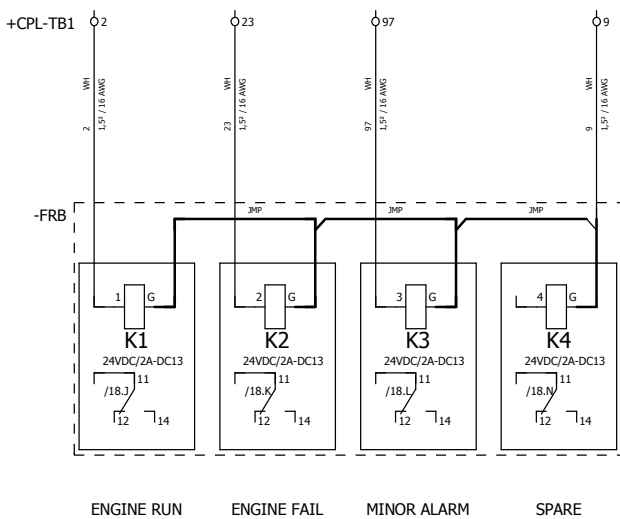 +CPL-TB1 2 23 97 9
WH WH WH WH
2 1,5² / 16 AWG 23 1,5² / 16 AWG 97 1,5² / 16 AWG 9 1,5² / 16 AWG
-FRB JMP JMP JMP
1 G 2 G 3 G 4 G
K1 K2 K3 K4
24VDC/2A-DC13 24VDC/2A-DC13 24VDC/2A-DC13 24VDC/2A-DC13
11 11 11 11
/18.J /18.K /18.L /18.N
12 14 12 14 12 14 12 14
ENGINE RUN ENGINE FAIL MINOR ALARM SPARE